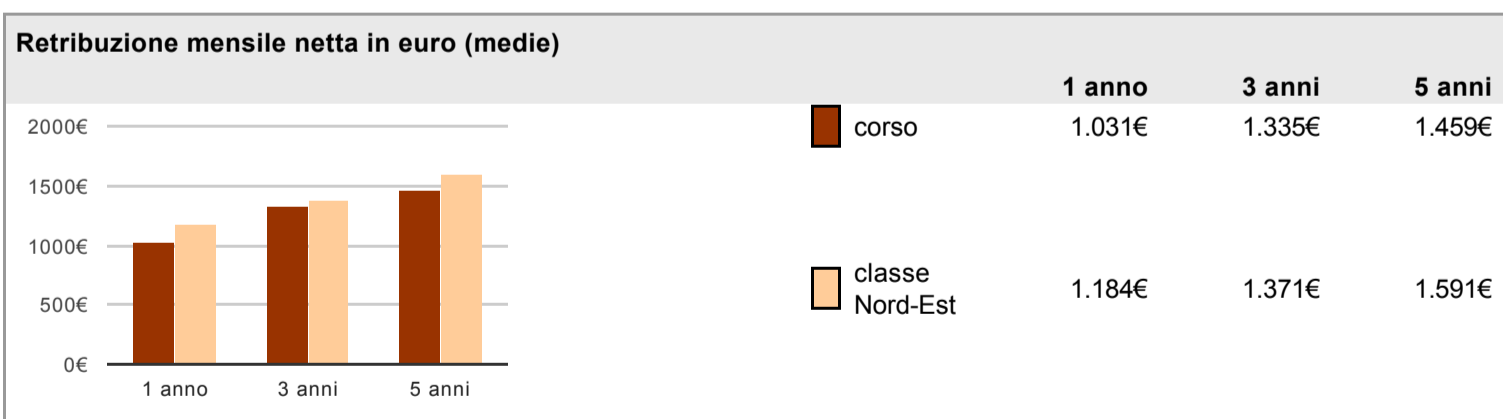 Retribuzione mensile netta in euro (medie)
1 anno 3 anni 5 anni
2000€
1500€
1000€
500€
0€
1 anno 3 anni 5 anni
corso 1.031€ 1.335€ 1.459€
classe
Nord-Est 1.184€ 1.371€ 1.591€